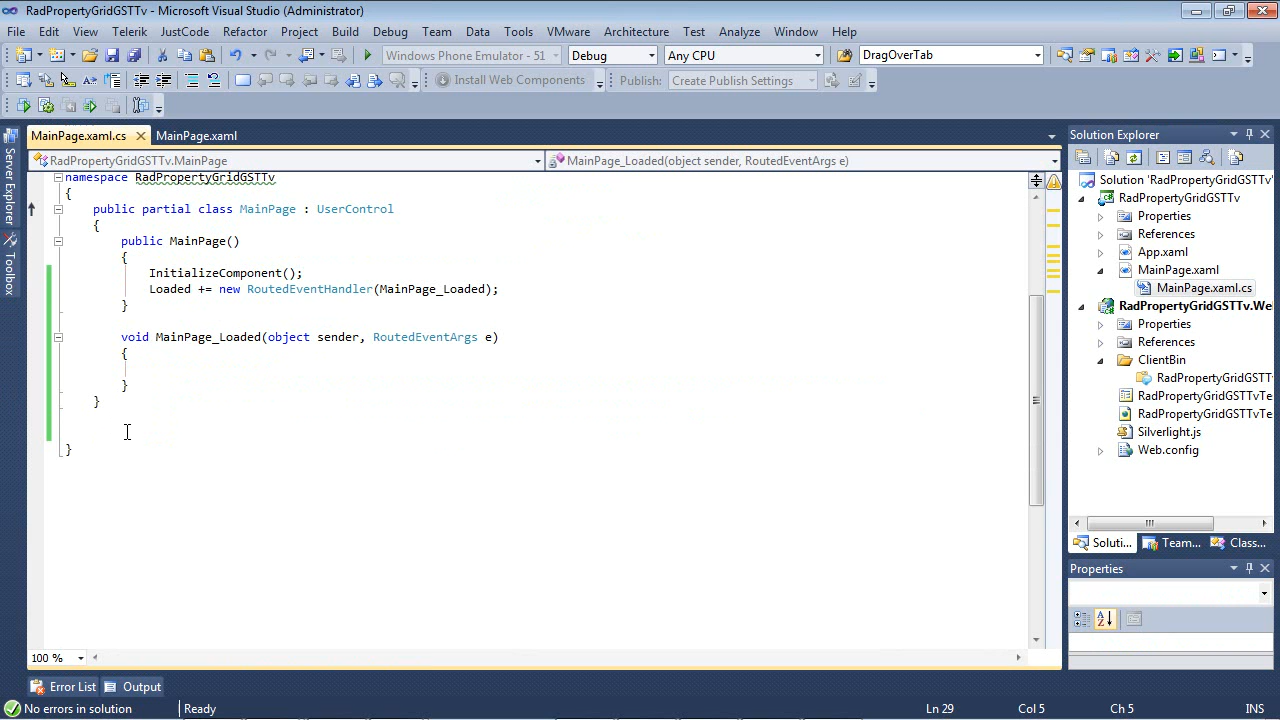 RadPropertyGridGSTTv - Microsoft Visual Studio (Administrator)
File Edit View Telerik JustCode Refactor Project Build Debug Team Data Tools VMware Architecture Test Analyze Window Help
Windows Phone Emulator - 51 Debug Any CPU DragOverTab
Install Web Components Publish: Create Publish Settings
MainPage.xaml.cs MainPage.xaml
RadPropertyGridGSTTv.MainPage MainPage_Loaded(object sender, RoutedEventArgs e)
namespace RadPropertyGridGSTTv
{
public partial class MainPage : UserControl
{
public MainPage()
{
InitializeComponent();
Loaded += new RoutedEventHandler(MainPage_Loaded);
}
void MainPage_Loaded(object sender, RoutedEventArgs e)
{
}
}
}
100 %
Server Explorer
Toolbox
Solution Explorer
Solution 'RadPropertyGridGSTTv'
RadPropertyGridGSTTv
Properties
References
App.xaml
MainPage.xaml
MainPage.xaml.cs
RadPropertyGridGSTTv.We
Properties
References
ClientBin
RadPropertyGridGSTT
RadPropertyGridGSTTvTe
RadPropertyGridGSTTvTe
Silverlight.js
Web.config
Soluti... Team... Class...
Properties
Error List Output
No errors in solution Ready Ln 29 Col 5 Ch 5 INS